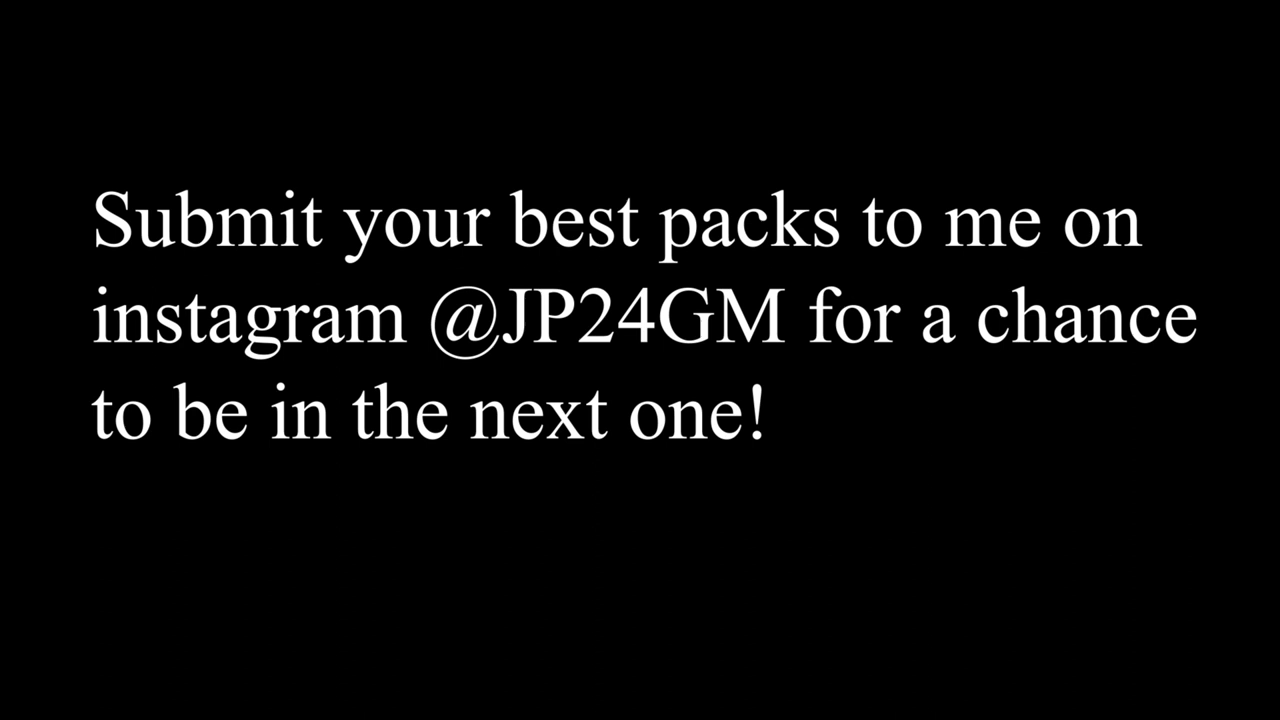 Submit your best packs to me on
instagram @JP24GM for a chance
to be in the next one!